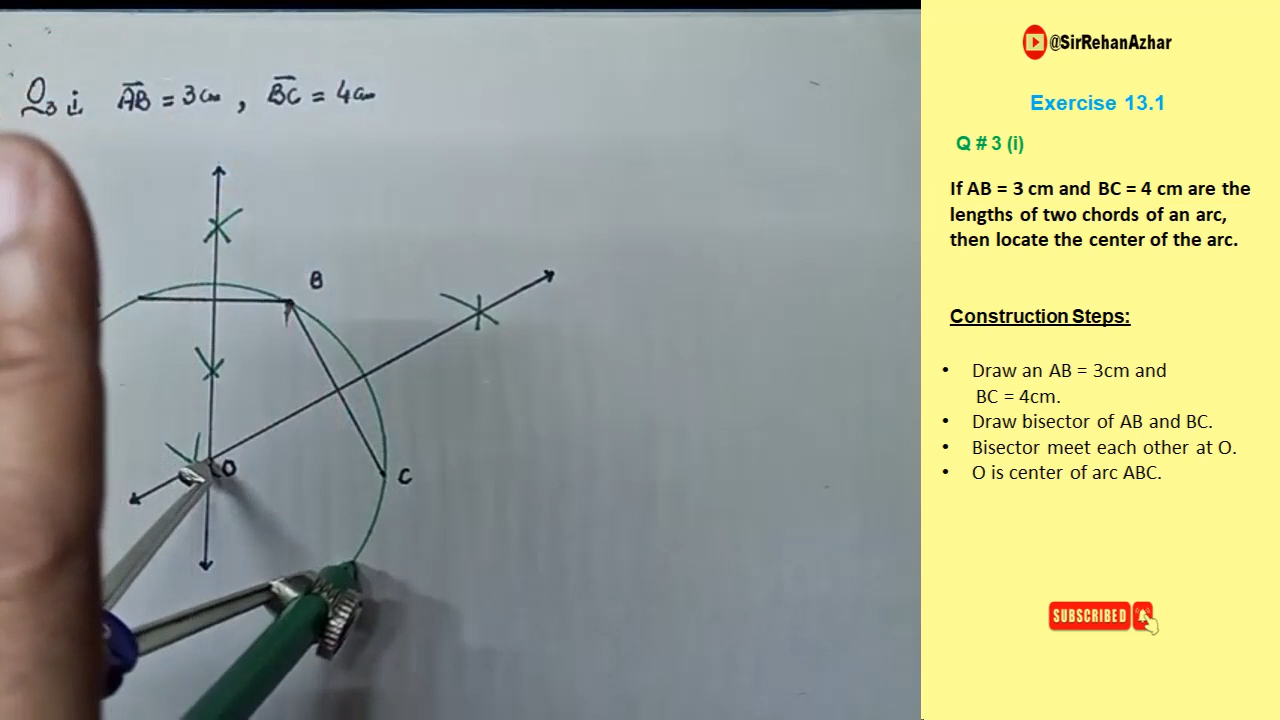 Q3 i AB = 3cm, BC = 4cm
B
O
C
@SirRehanAzhar
Exercise 13.1
Q # 3 (i)
If AB = 3 cm and BC = 4 cm are the
lengths of two chords of an arc,
then locate the center of the arc.
Construction Steps:
• Draw an AB = 3cm and
BC = 4cm.
• Draw bisector of AB and BC.
• Bisector meet each other at O.
• O is center of arc ABC.
SUBSCRIBED